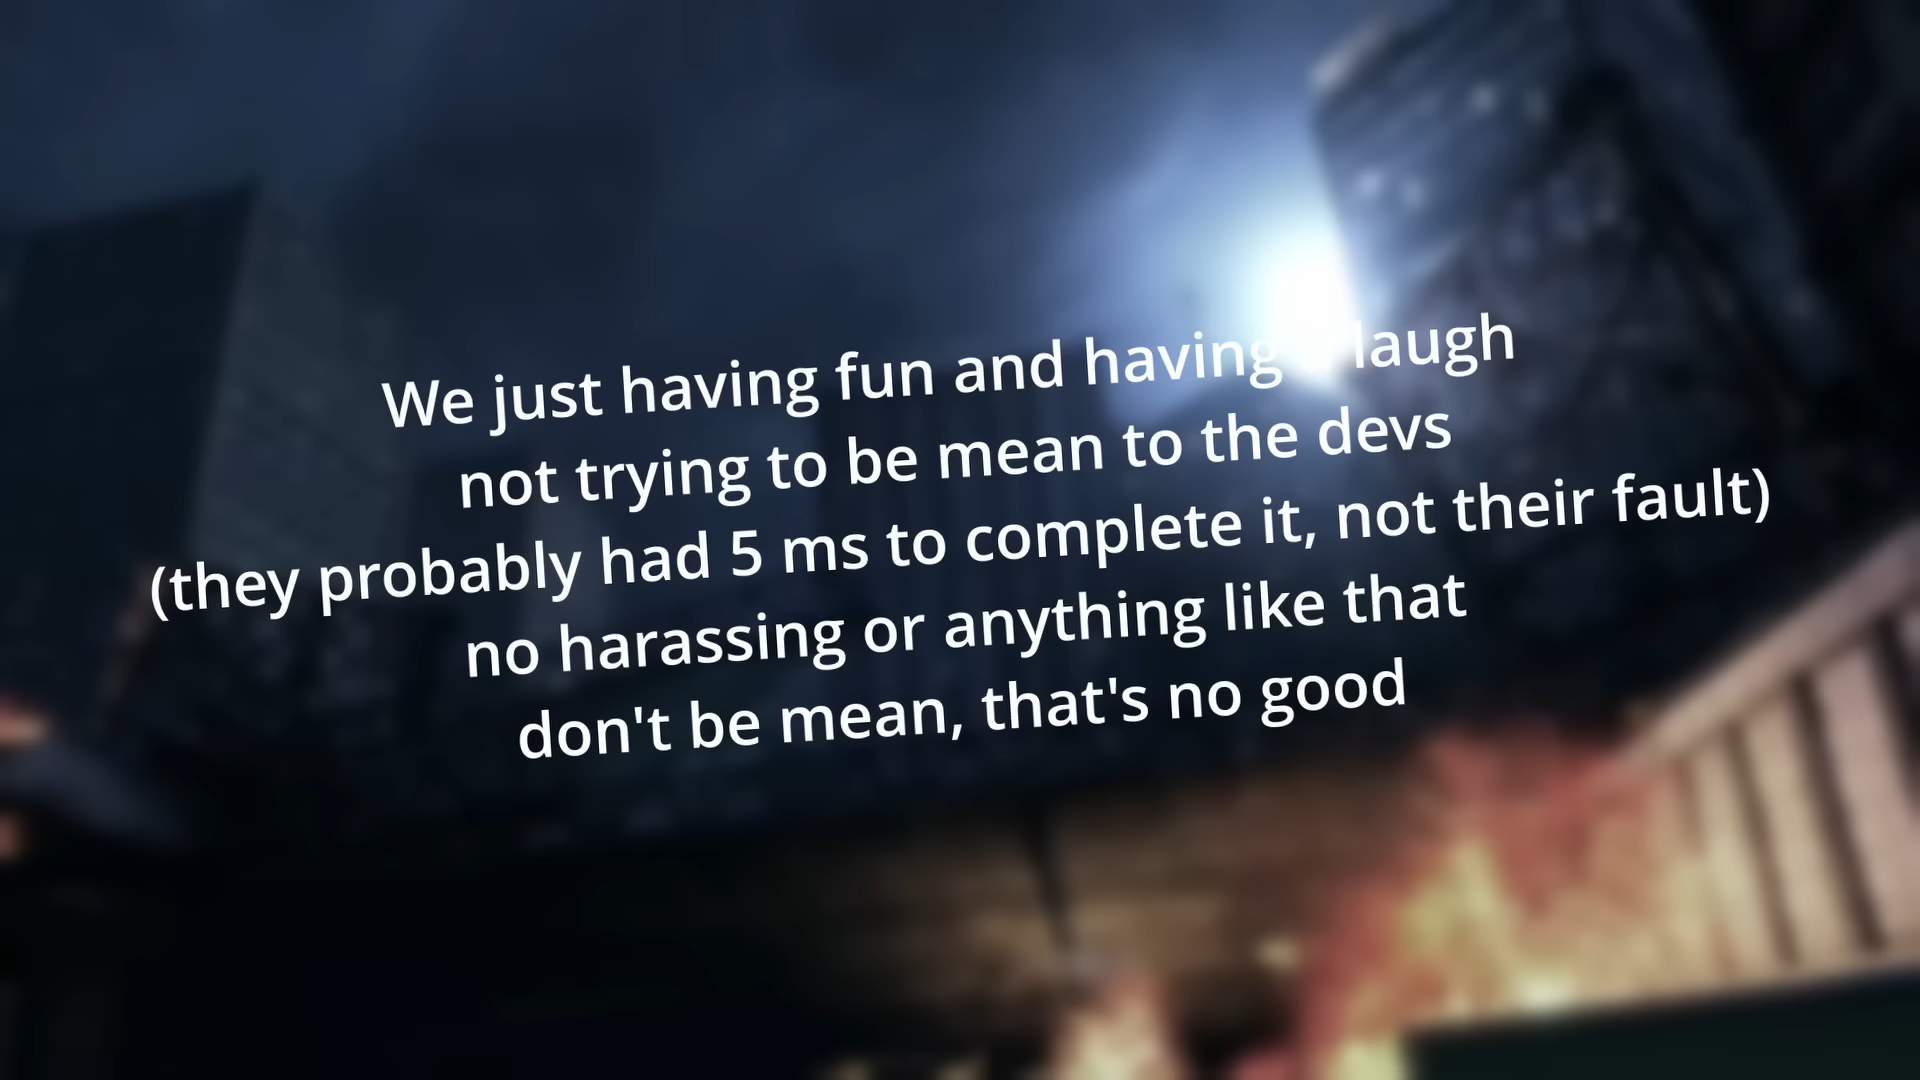 We just having fun and having a laugh
not trying to be mean to the devs
(they probably had 5 ms to complete it, not their fault)
no harassing or anything like that
don't be mean, that's no good